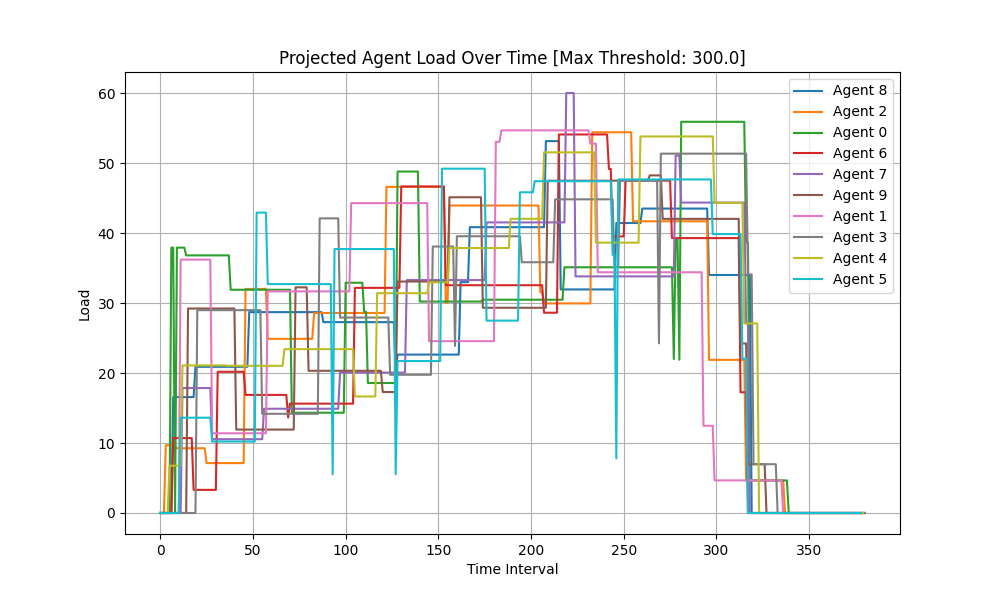 Projected Agent Load Over Time [Max Threshold: 300.0]
Load
60
50
40
30
20
10
0
0 50 100 150 200 250 300 350
Time Interval
Agent 8
Agent 2
Agent 0
Agent 6
Agent 7
Agent 9
Agent 1
Agent 3
Agent 4
Agent 5